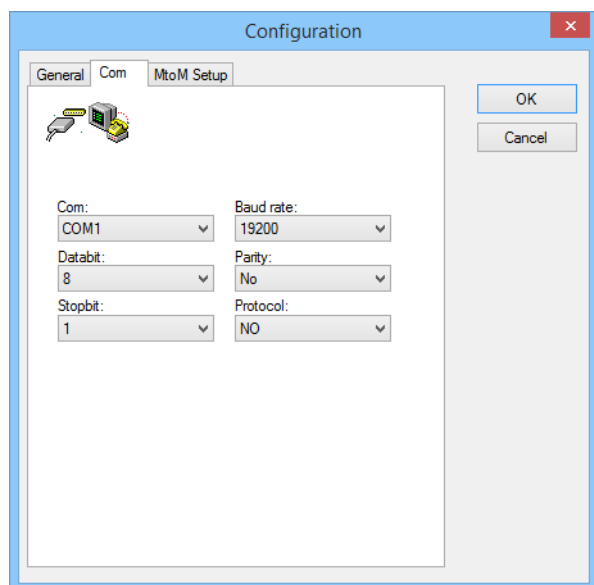 Configuration
General Com MtoM Setup
OK
Cancel
Com: Baud rate:
COM1 19200
Databit: Parity:
8 No
Stopbit: Protocol:
1 NO